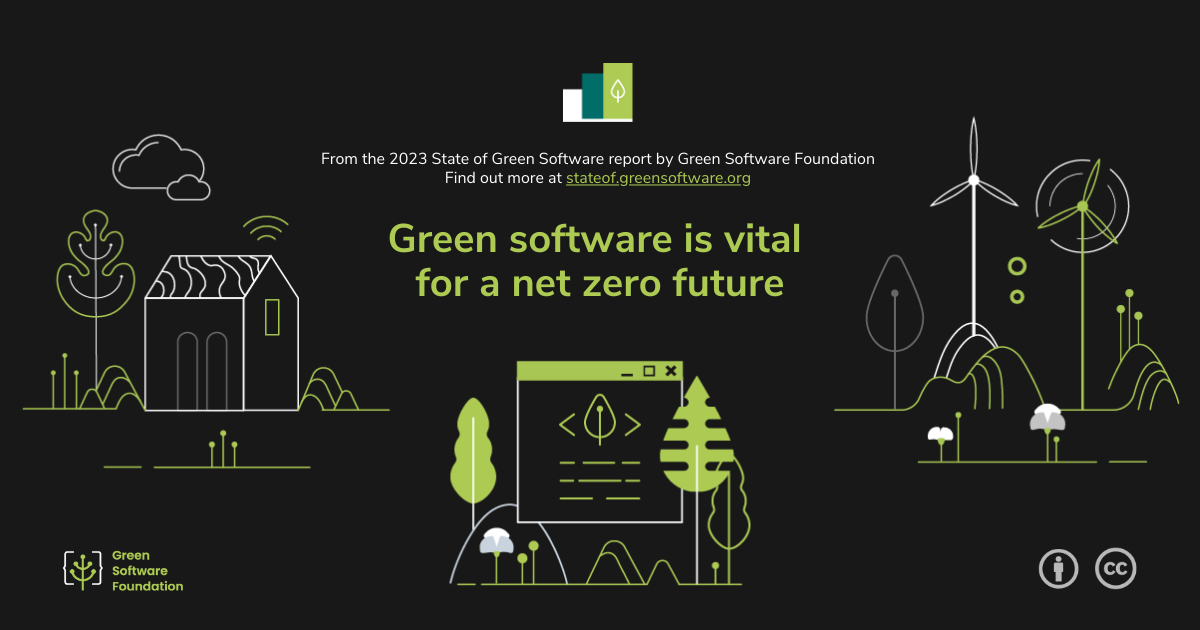 From the 2023 State of Green Software report by Green Software Foundation
Find out more at stateof.greensoftware.org
Green software is vital
for a net zero future
Green
Software
Foundation
cc